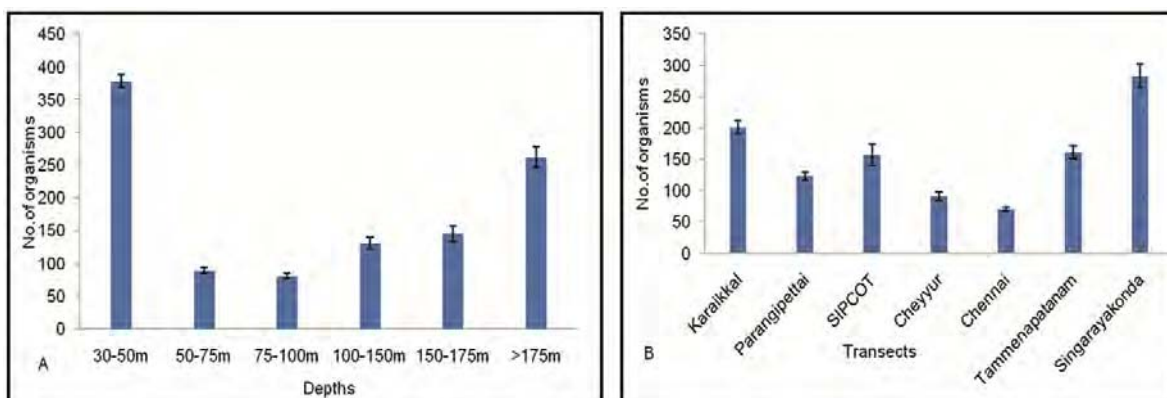 450
400
350
300
250
200
150
100
50
0
No.of organisms
30-50m 50-75m 75-100m 100-150m 150-175m >175m
A
Depths
350
300
250
200
150
100
50
0
No.of organisms
Karaikkal
Parangipettai
SIPCOT
Cheyyur
Chennai
Tammenapatanam
Singarayakonda
B
Transects